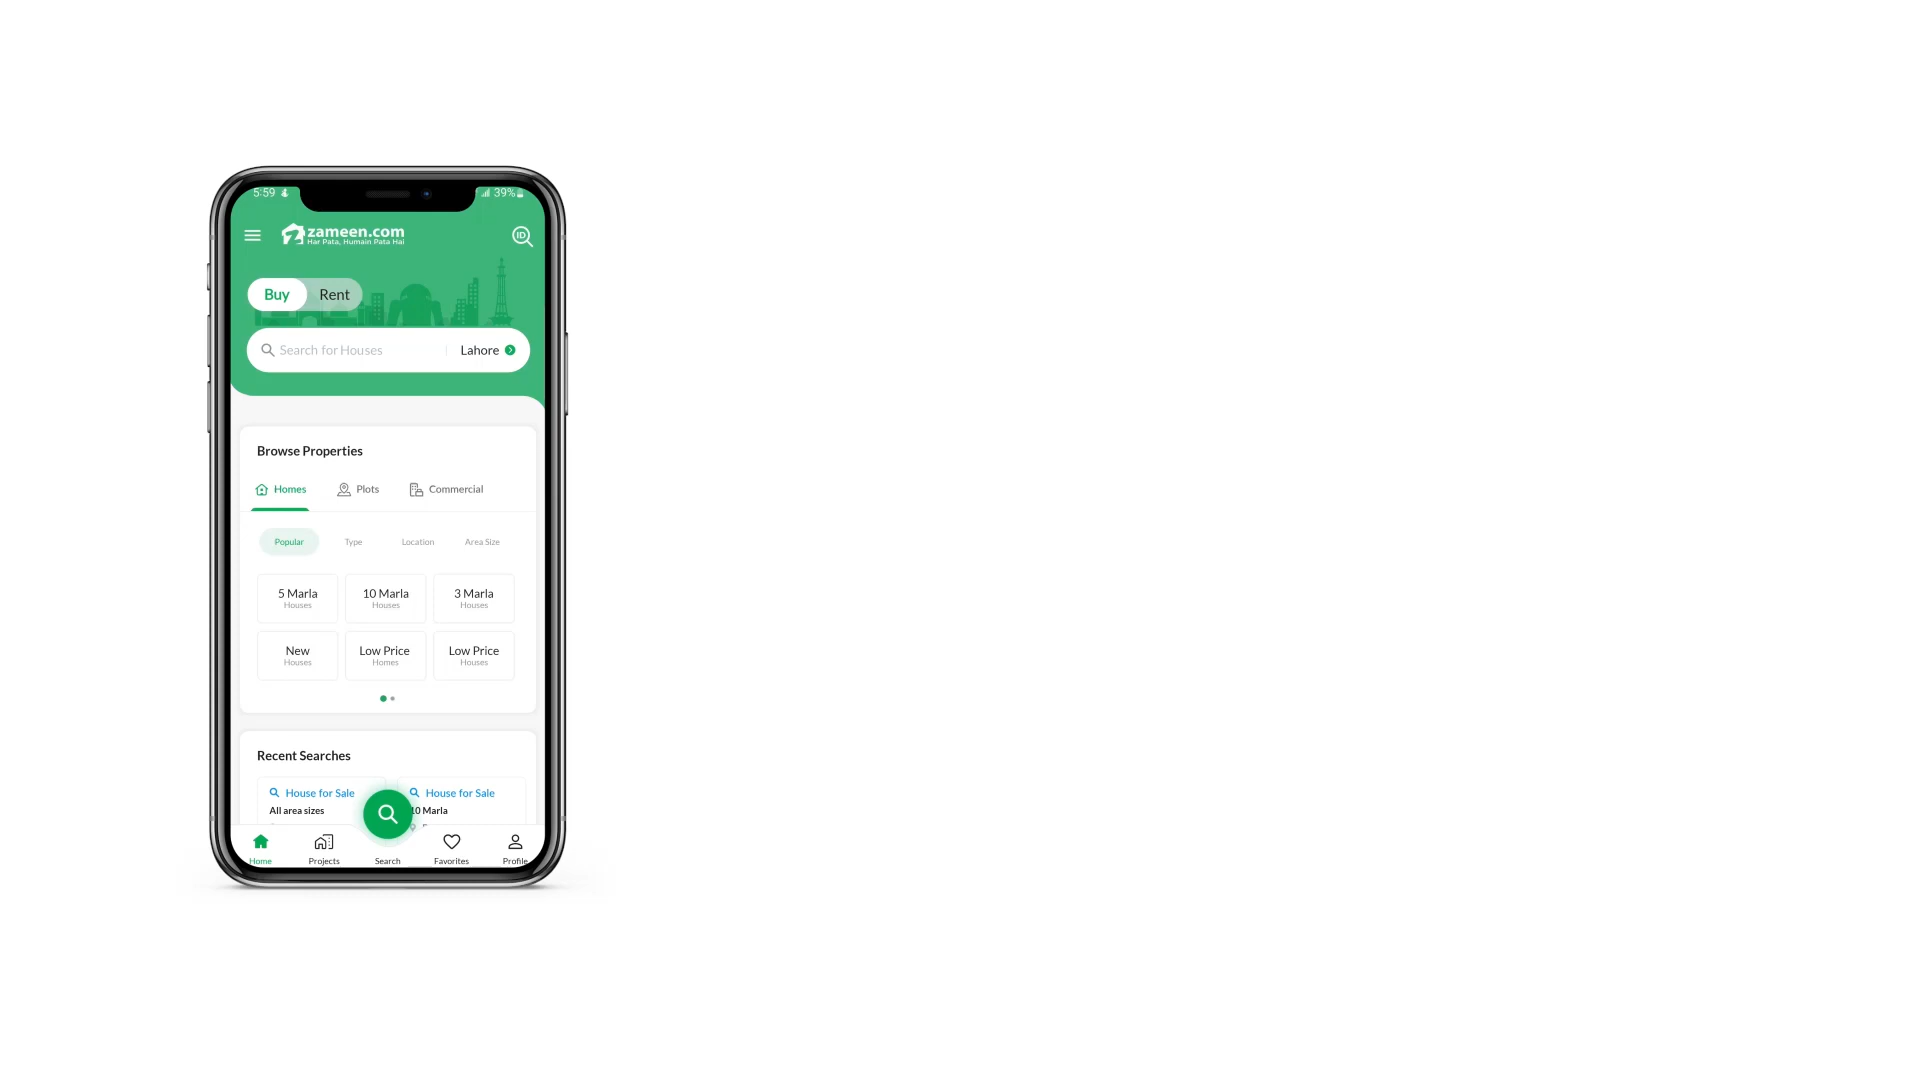 5:59
39%
zameen.com
Har Pata, Humain Pata Hai
ID
Buy Rent
Search for Houses
Lahore
Browse Properties
Homes Plots Commercial
Popular Type Location Area Size
5 Marla 10 Marla 3 Marla
Houses Houses Houses
New Low Price Low Price
Houses Homes Houses
Recent Searches
House for Sale House for Sale
All area sizes 10 Marla
Home Projects Search Favorites Profile